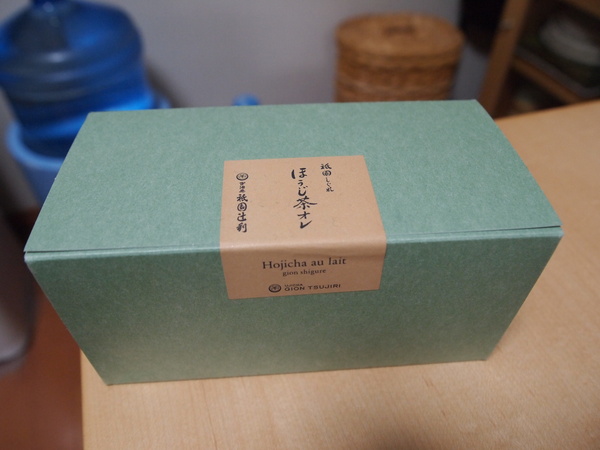 祇園しぐれ
ほうじ茶オレ
祇園辻利
Hojicha au lait
gion shigure
GION TSUJIRI